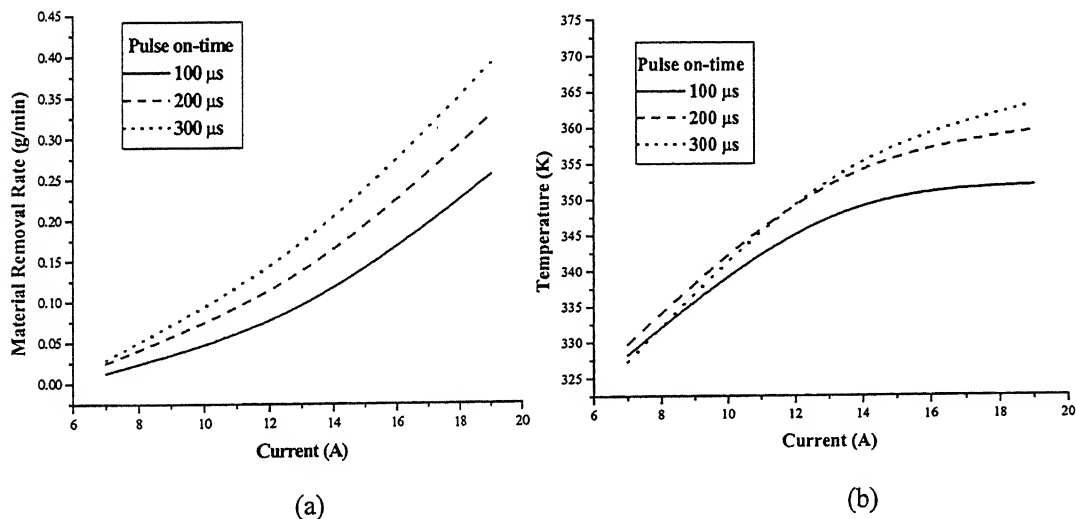 Material Removal Rate (g/min)
0.45
0.40
0.35
0.30
0.25
0.20
0.15
0.10
0.05
0.00
Pulse on-time
100 µs
200 µs
300 µs
6 8 10 12 14 16 18 20
Current (A)
(a)
Temperature (K)
375
370
365
360
355
350
345
340
335
330
325
Pulse on-time
100 µs
200 µs
300 µs
6 8 10 12 14 16 18 20
Current (A)
(b)